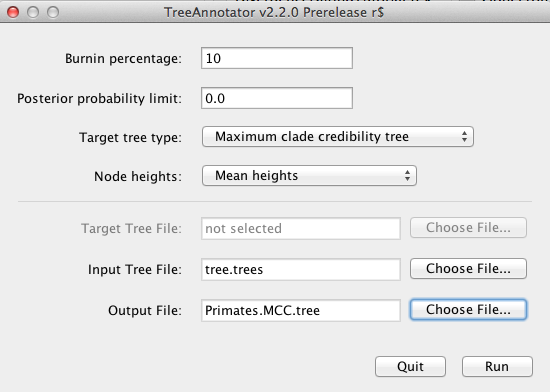 TreeAnnotator v2.2.0 Prerelease r$
Burnin percentage: 10
Posterior probability limit: 0.0
Target tree type: Maximum clade credibility tree
Node heights: Mean heights
Target Tree File: not selected Choose File...
Input Tree File: tree.trees Choose File...
Output File: Primates.MCC.tree Choose File...
Quit Run